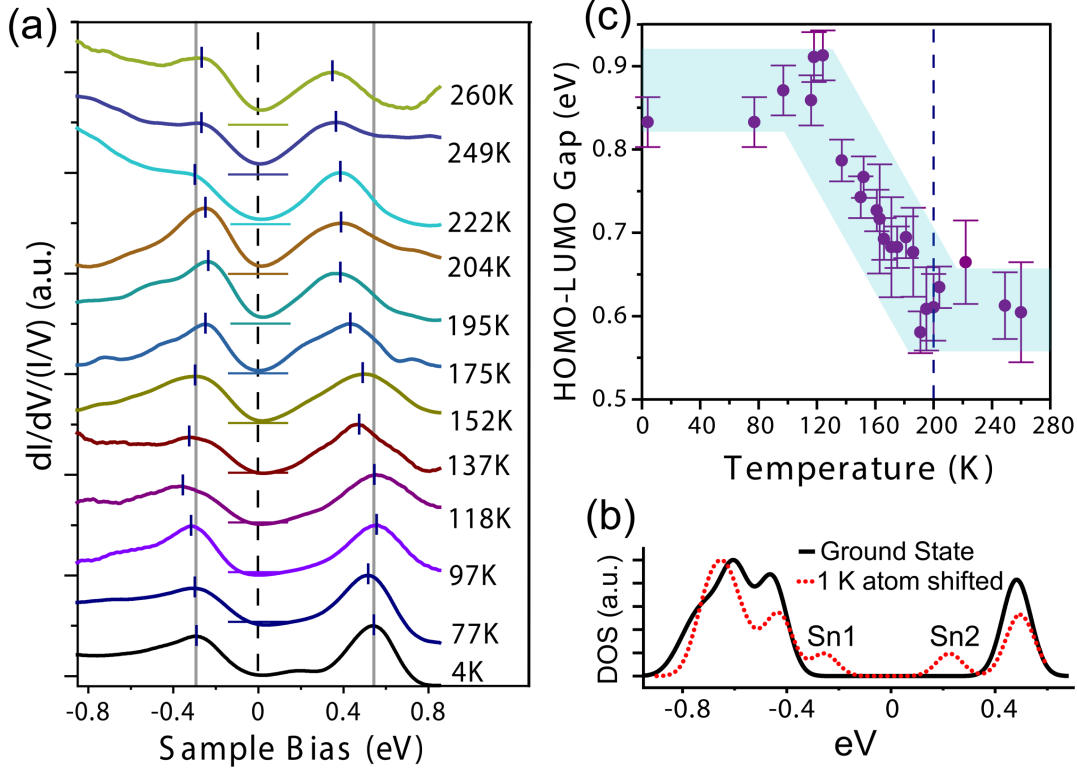 (a)
dI/dV/(I/V) (a.u.)
260K
249K
222K
204K
195K
175K
152K
137K
118K
97K
77K
4K
-0.8 -0.4 0 0.4 0.8
Sample Bias (eV)
(c)
HOMO-LUMO Gap (eV)
0.9
0.8
0.7
0.6
0.5
0 40 80 120 160 200 240 280
Temperature (K)
(b)
DOS (a.u.)
Ground State
1 K atom shifted
Sn1 Sn2
-0.8 -0.4 0.0 0.4
eV